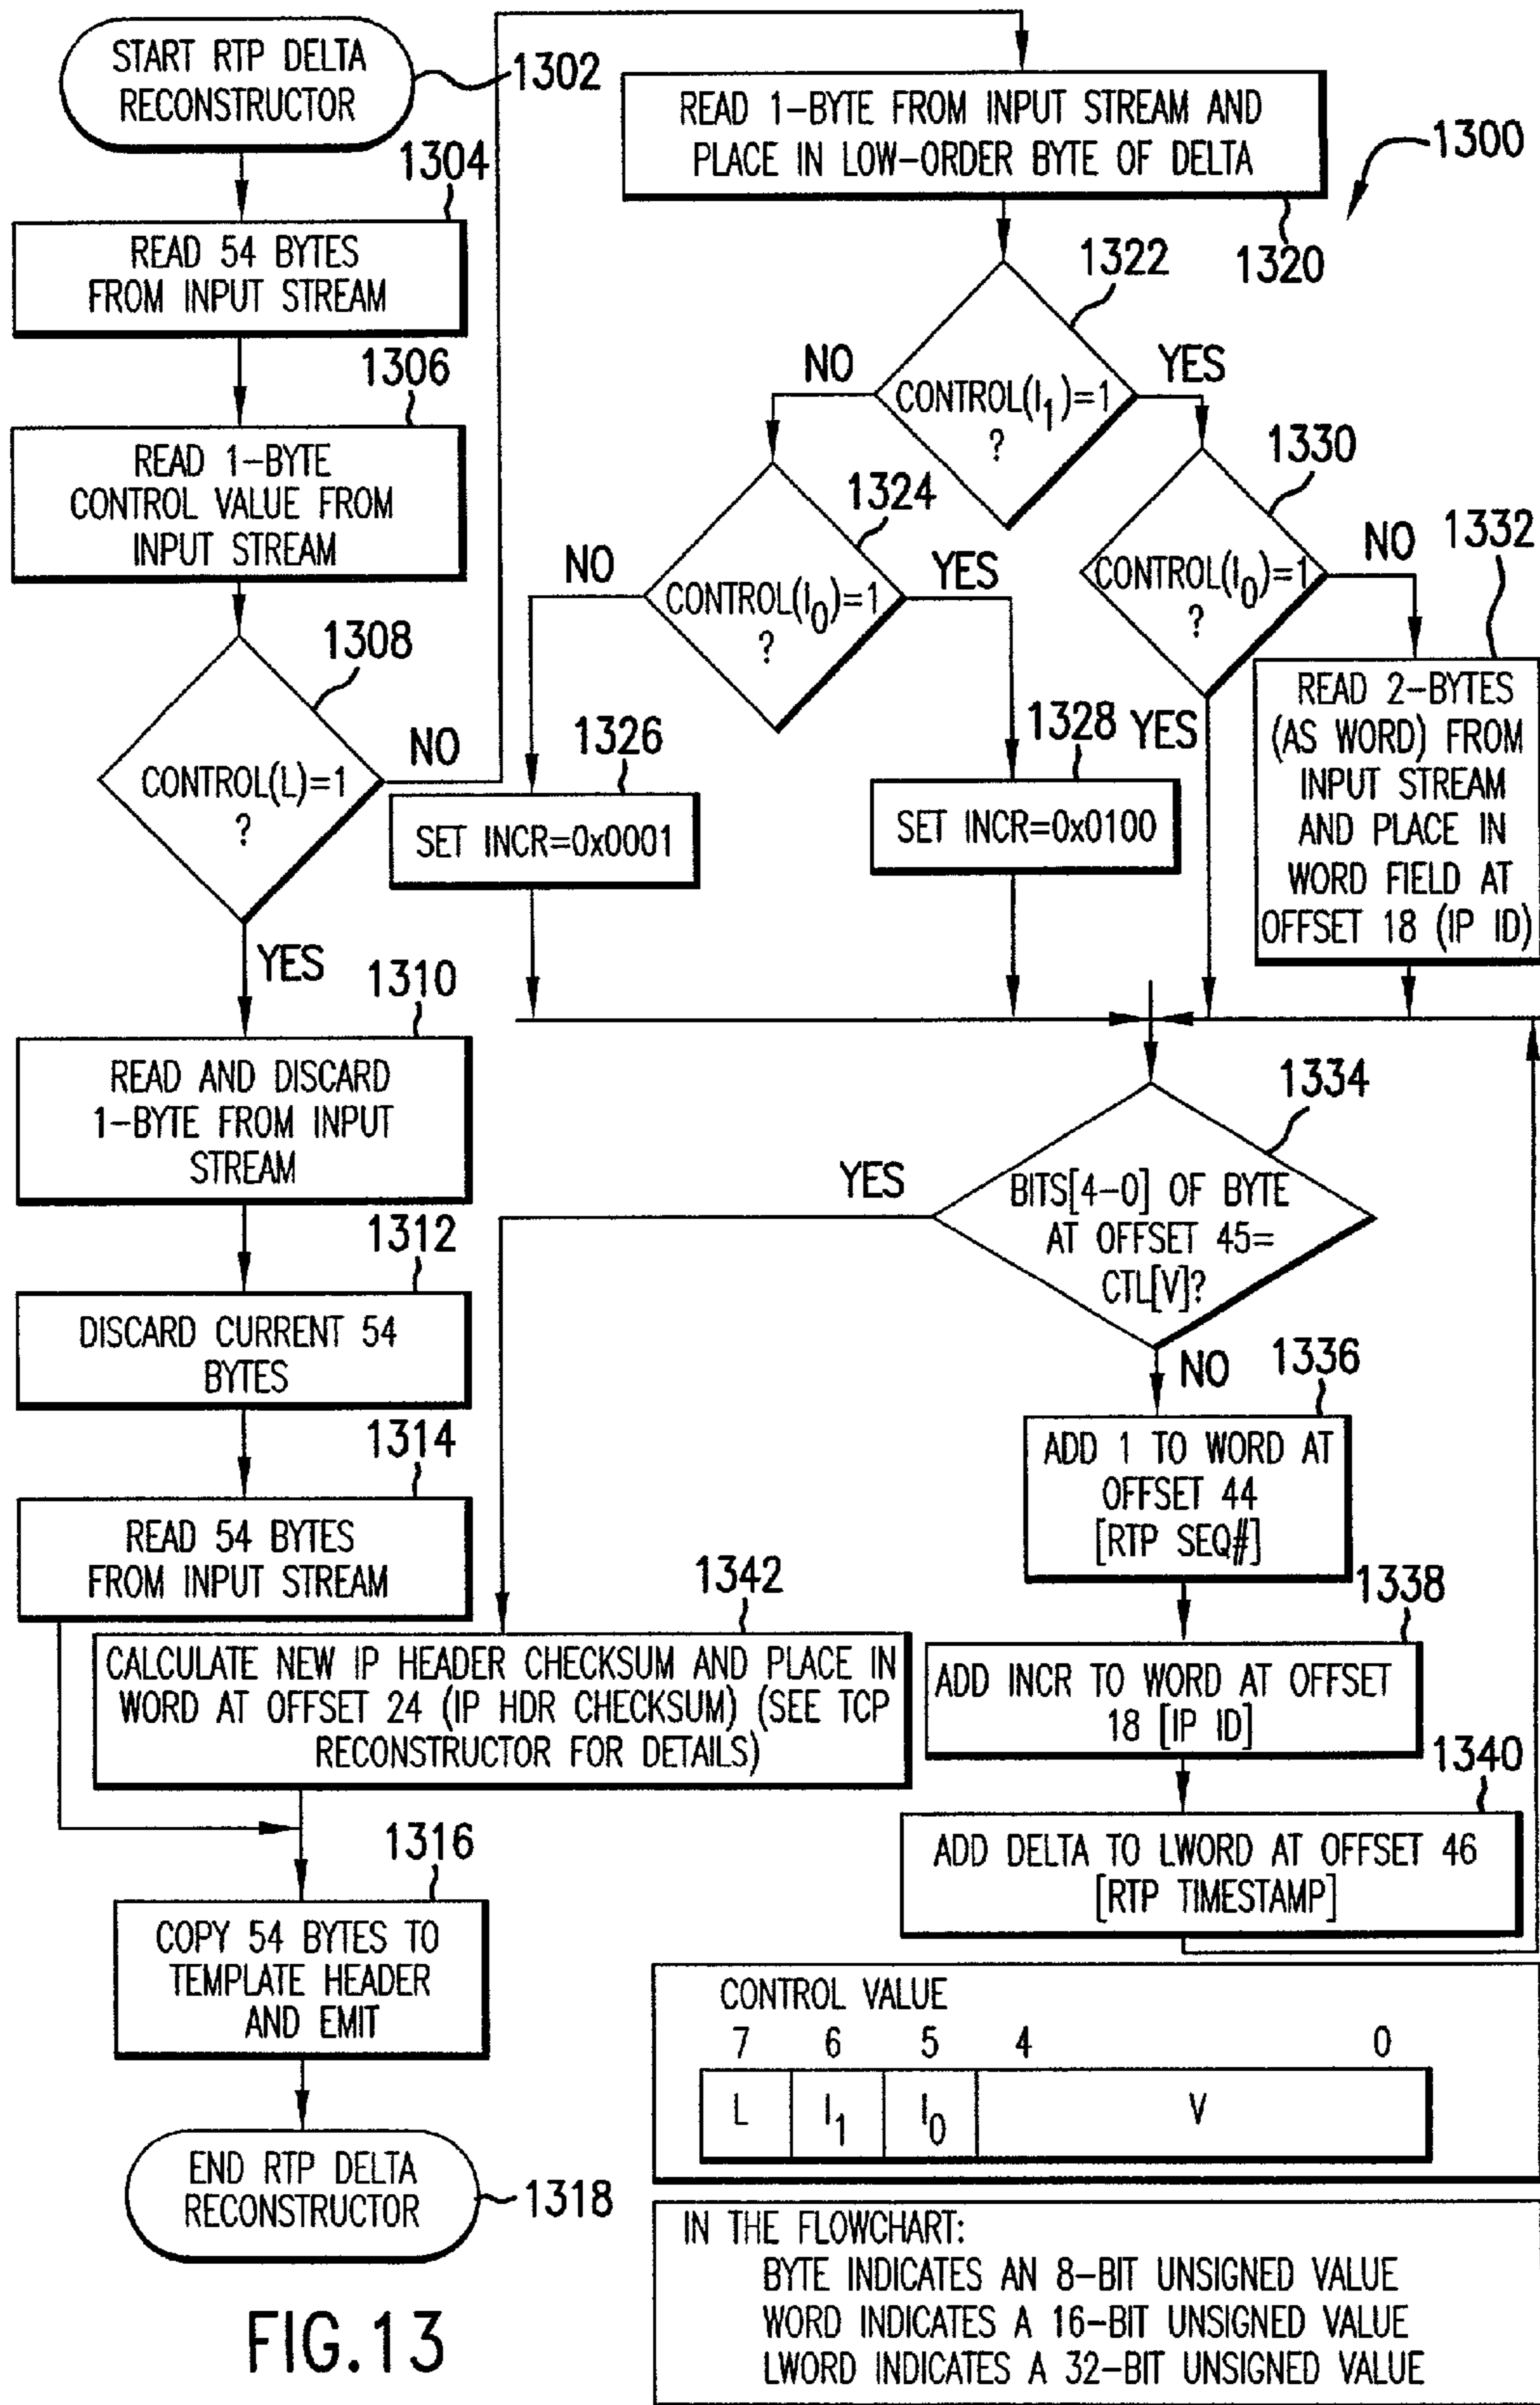 START RTP DELTA
RECONSTRUCTOR
1302
1304
READ 54 BYTES
FROM INPUT STREAM
1306
READ 1-BYTE
CONTROL VALUE FROM
INPUT STREAM
1308
CONTROL(L)=1
?
NO
YES
1310
READ AND DISCARD
1-BYTE FROM INPUT
STREAM
1312
DISCARD CURRENT 54
BYTES
1314
READ 54 BYTES
FROM INPUT STREAM
1342
CALCULATE NEW IP HEADER CHECKSUM AND PLACE IN
WORD AT OFFSET 24 (IP HDR CHECKSUM) (SEE TCP
RECONSTRUCTOR FOR DETAILS)
1316
COPY 54 BYTES TO
TEMPLATE HEADER
AND EMIT
END RTP DELTA
RECONSTRUCTOR
1318
FIG.13
READ 1-BYTE FROM INPUT STREAM AND
PLACE IN LOW-ORDER BYTE OF DELTA
1300
1320
1322
NO
YES
CONTROL(I1)=1
?
1324
NO
YES
CONTROL(I0)=1
?
1330
NO
CONTROL(I0)=1
?
YES
1332
READ 2-BYTES
(AS WORD) FROM
INPUT STREAM
AND PLACE IN
WORD FIELD AT
OFFSET 18 (IP ID)
1326
SET INCR=0x0001
1328
SET INCR=0x0100
1334
YES
BITS[4-0] OF BYTE
AT OFFSET 45=
CTL[V]?
NO
1336
ADD 1 TO WORD AT
OFFSET 44
[RTP SEQ#]
1338
ADD INCR TO WORD AT OFFSET
18 [IP ID]
1340
ADD DELTA TO LWORD AT OFFSET 46
[RTP TIMESTAMP]
CONTROL VALUE
7 6 5 4 0
L I1 I0 V
IN THE FLOWCHART:
BYTE INDICATES AN 8-BIT UNSIGNED VALUE
WORD INDICATES A 16-BIT UNSIGNED VALUE
LWORD INDICATES A 32-BIT UNSIGNED VALUE